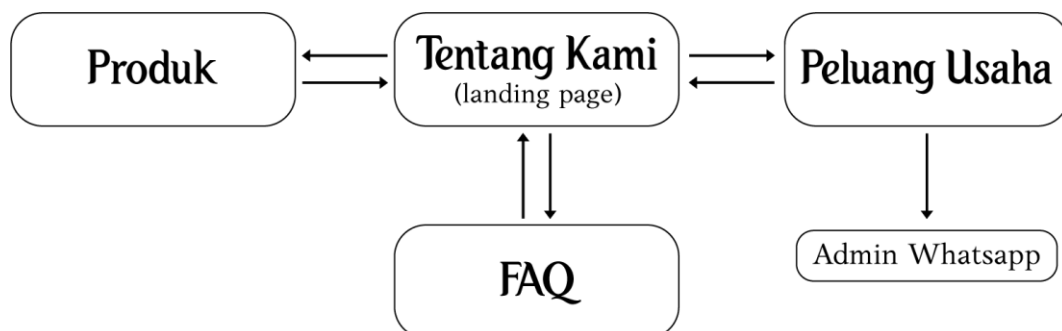 Produk
Tentang Kami
(landing page)
Peluang Usaha
FAQ
Admin Whatsapp